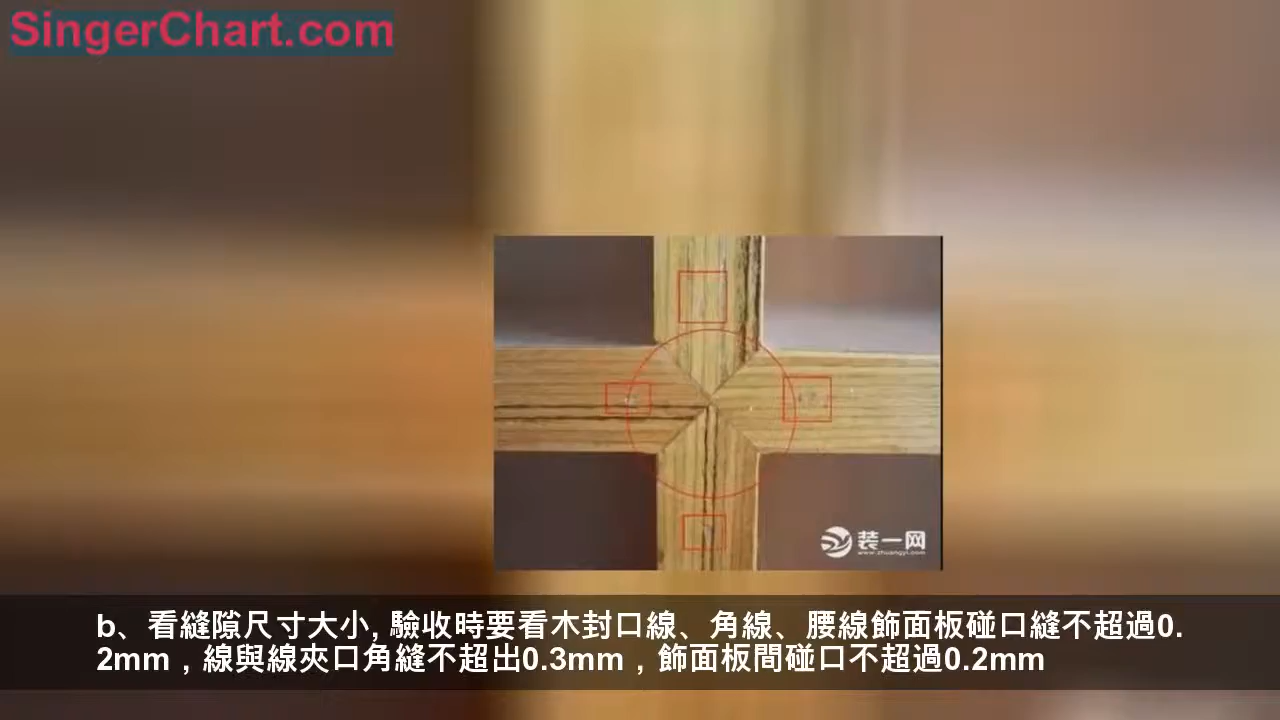 SingerChart.com
装一网
www.zhuangyi.com
b、看縫隙尺寸大小, 驗收時要看木封口線、角線、腰線飾面板碰口縫不超過0.
2mm，線與線夾口角縫不超出0.3mm，飾面板間碰口不超過0.2mm